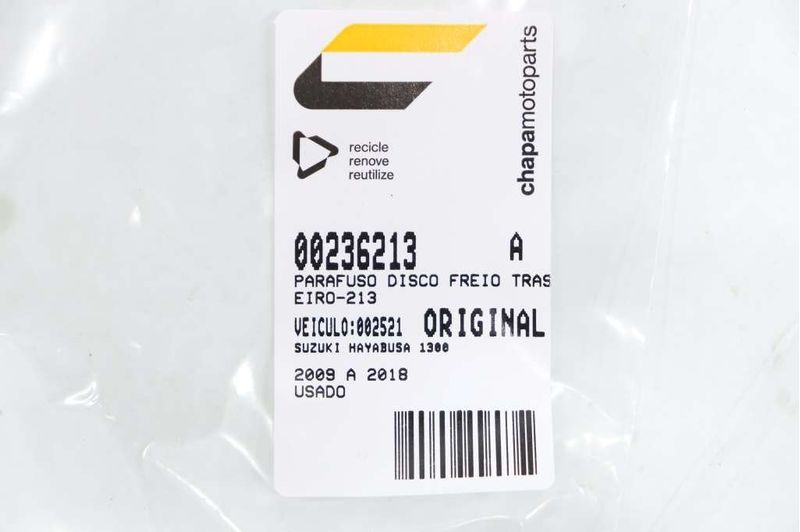 chapamotoparts
recicle
renove
reutilize
00236213 A
PARAFUSO DISCO FREIO TRAS
EIRO-213
VEICULO:002521 ORIGINAL
SUZUKI HAYABUSA 1300
2009 A 2018
USADO